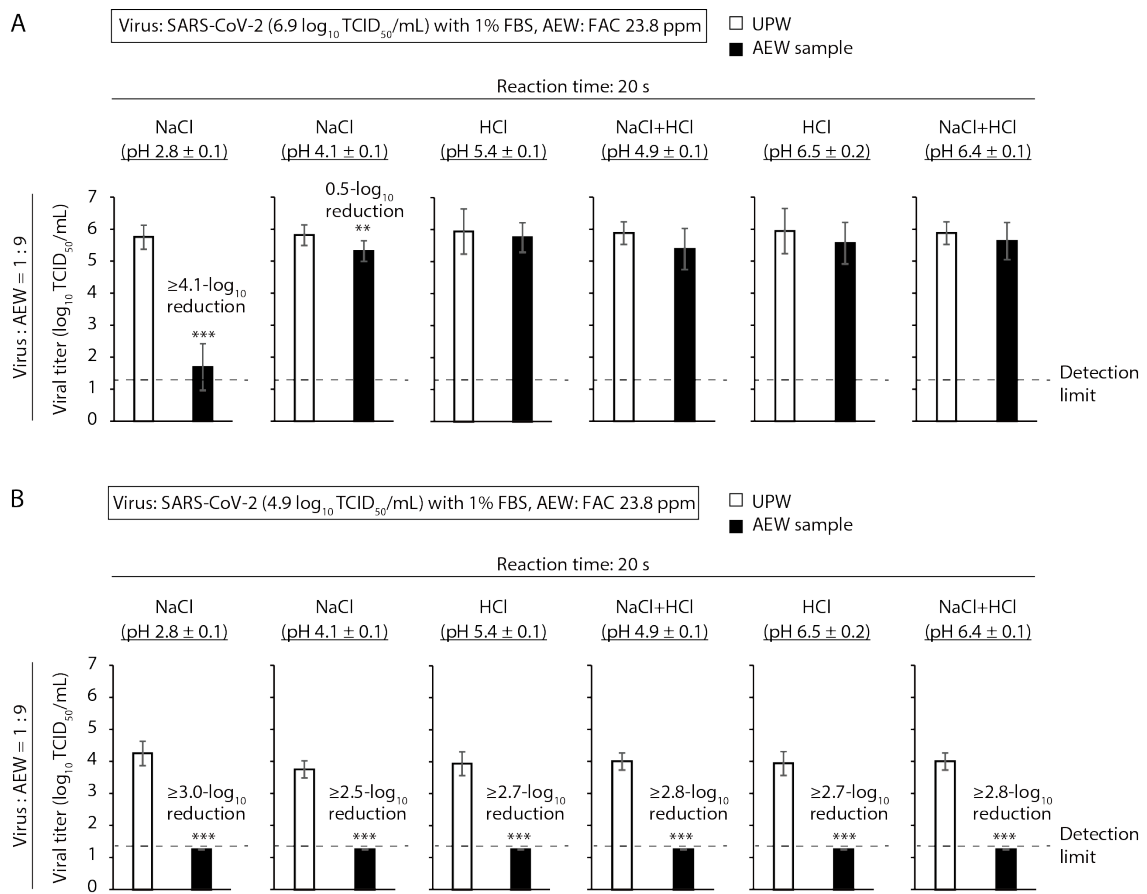 A
Virus: SARS-CoV-2 (6.9 log10 TCID50/mL) with 1% FBS, AEW: FAC 23.8 ppm
UPW
AEW sample
Reaction time: 20 s
NaCl NaCl HCl NaCl+HCl HCl NaCl+HCl
(pH 2.8 ± 0.1) (pH 4.1 ± 0.1) (pH 5.4 ± 0.1) (pH 4.9 ± 0.1) (pH 6.5 ± 0.2) (pH 6.4 ± 0.1)
Virus : AEW = 1 : 9
Viral titer (log10 TCID50/mL)
7
6
5
4
3
2
1
0
≥4.1-log10
reduction
***
0.5-log10
reduction
**
Detection
limit
B
Virus: SARS-CoV-2 (4.9 log10 TCID50/mL) with 1% FBS, AEW: FAC 23.8 ppm
UPW
AEW sample
Reaction time: 20 s
NaCl NaCl HCl NaCl+HCl HCl NaCl+HCl
(pH 2.8 ± 0.1) (pH 4.1 ± 0.1) (pH 5.4 ± 0.1) (pH 4.9 ± 0.1) (pH 6.5 ± 0.2) (pH 6.4 ± 0.1)
Virus : AEW = 1 : 9
Viral titer (log10 TCID50/mL)
7
6
5
4
3
2
1
0
≥3.0-log10
reduction
***
≥2.5-log10
reduction
***
≥2.7-log10
reduction
***
≥2.8-log10
reduction
***
≥2.7-log10
reduction
***
≥2.8-log10
reduction
***
Detection
limit